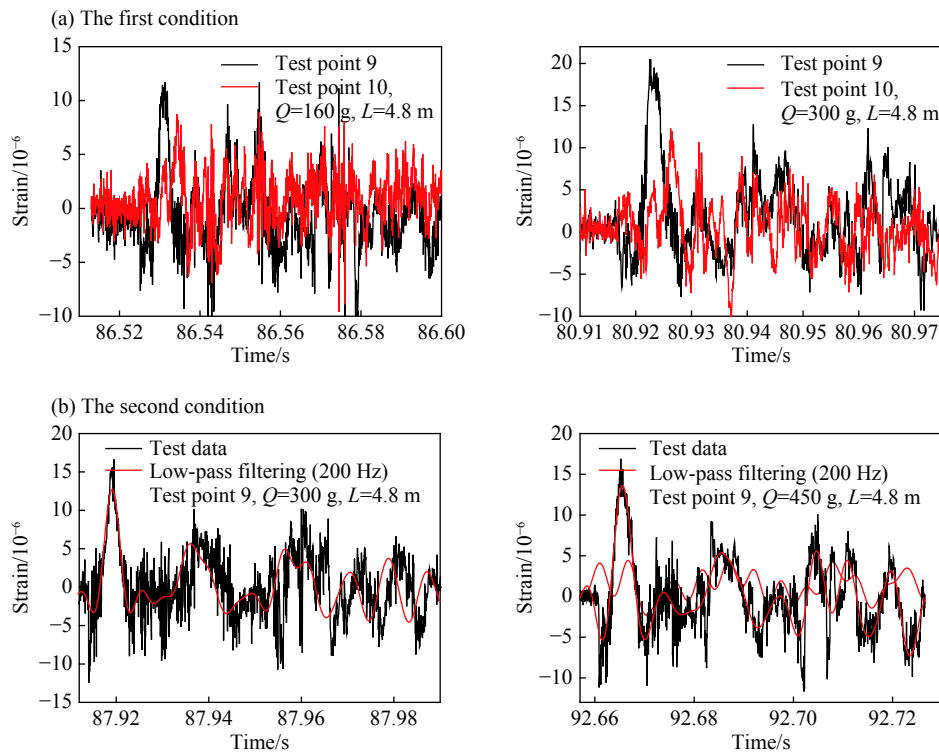 (a) The first condition
15
10
5
0
−5
−10
Strain/10⁻⁶
Test point 9
Test point 10,
Q=160 g, L=4.8 m
86.52 86.54 86.56 86.58 86.60
Time/s
20
15
10
5
0
−5
−10
Strain/10⁻⁶
Test point 9
Test point 10,
Q=300 g, L=4.8 m
80.91 80.92 80.93 80.94 80.95 80.96 80.97
Time/s
(b) The second condition
20
15
10
5
0
−5
−10
15
Strain/10⁻⁶
Test data
Low-pass filtering (200 Hz)
Test point 9, Q=300 g, L=4.8 m
87.92 87.94 87.96 87.98
Time/s
20
15
10
5
0
−5
−10
Strain/10⁻⁶
Test data
Low-pass filtering (200 Hz)
Test point 9, Q=450 g, L=4.8 m
92.66 92.68 92.70 92.72
Time/s